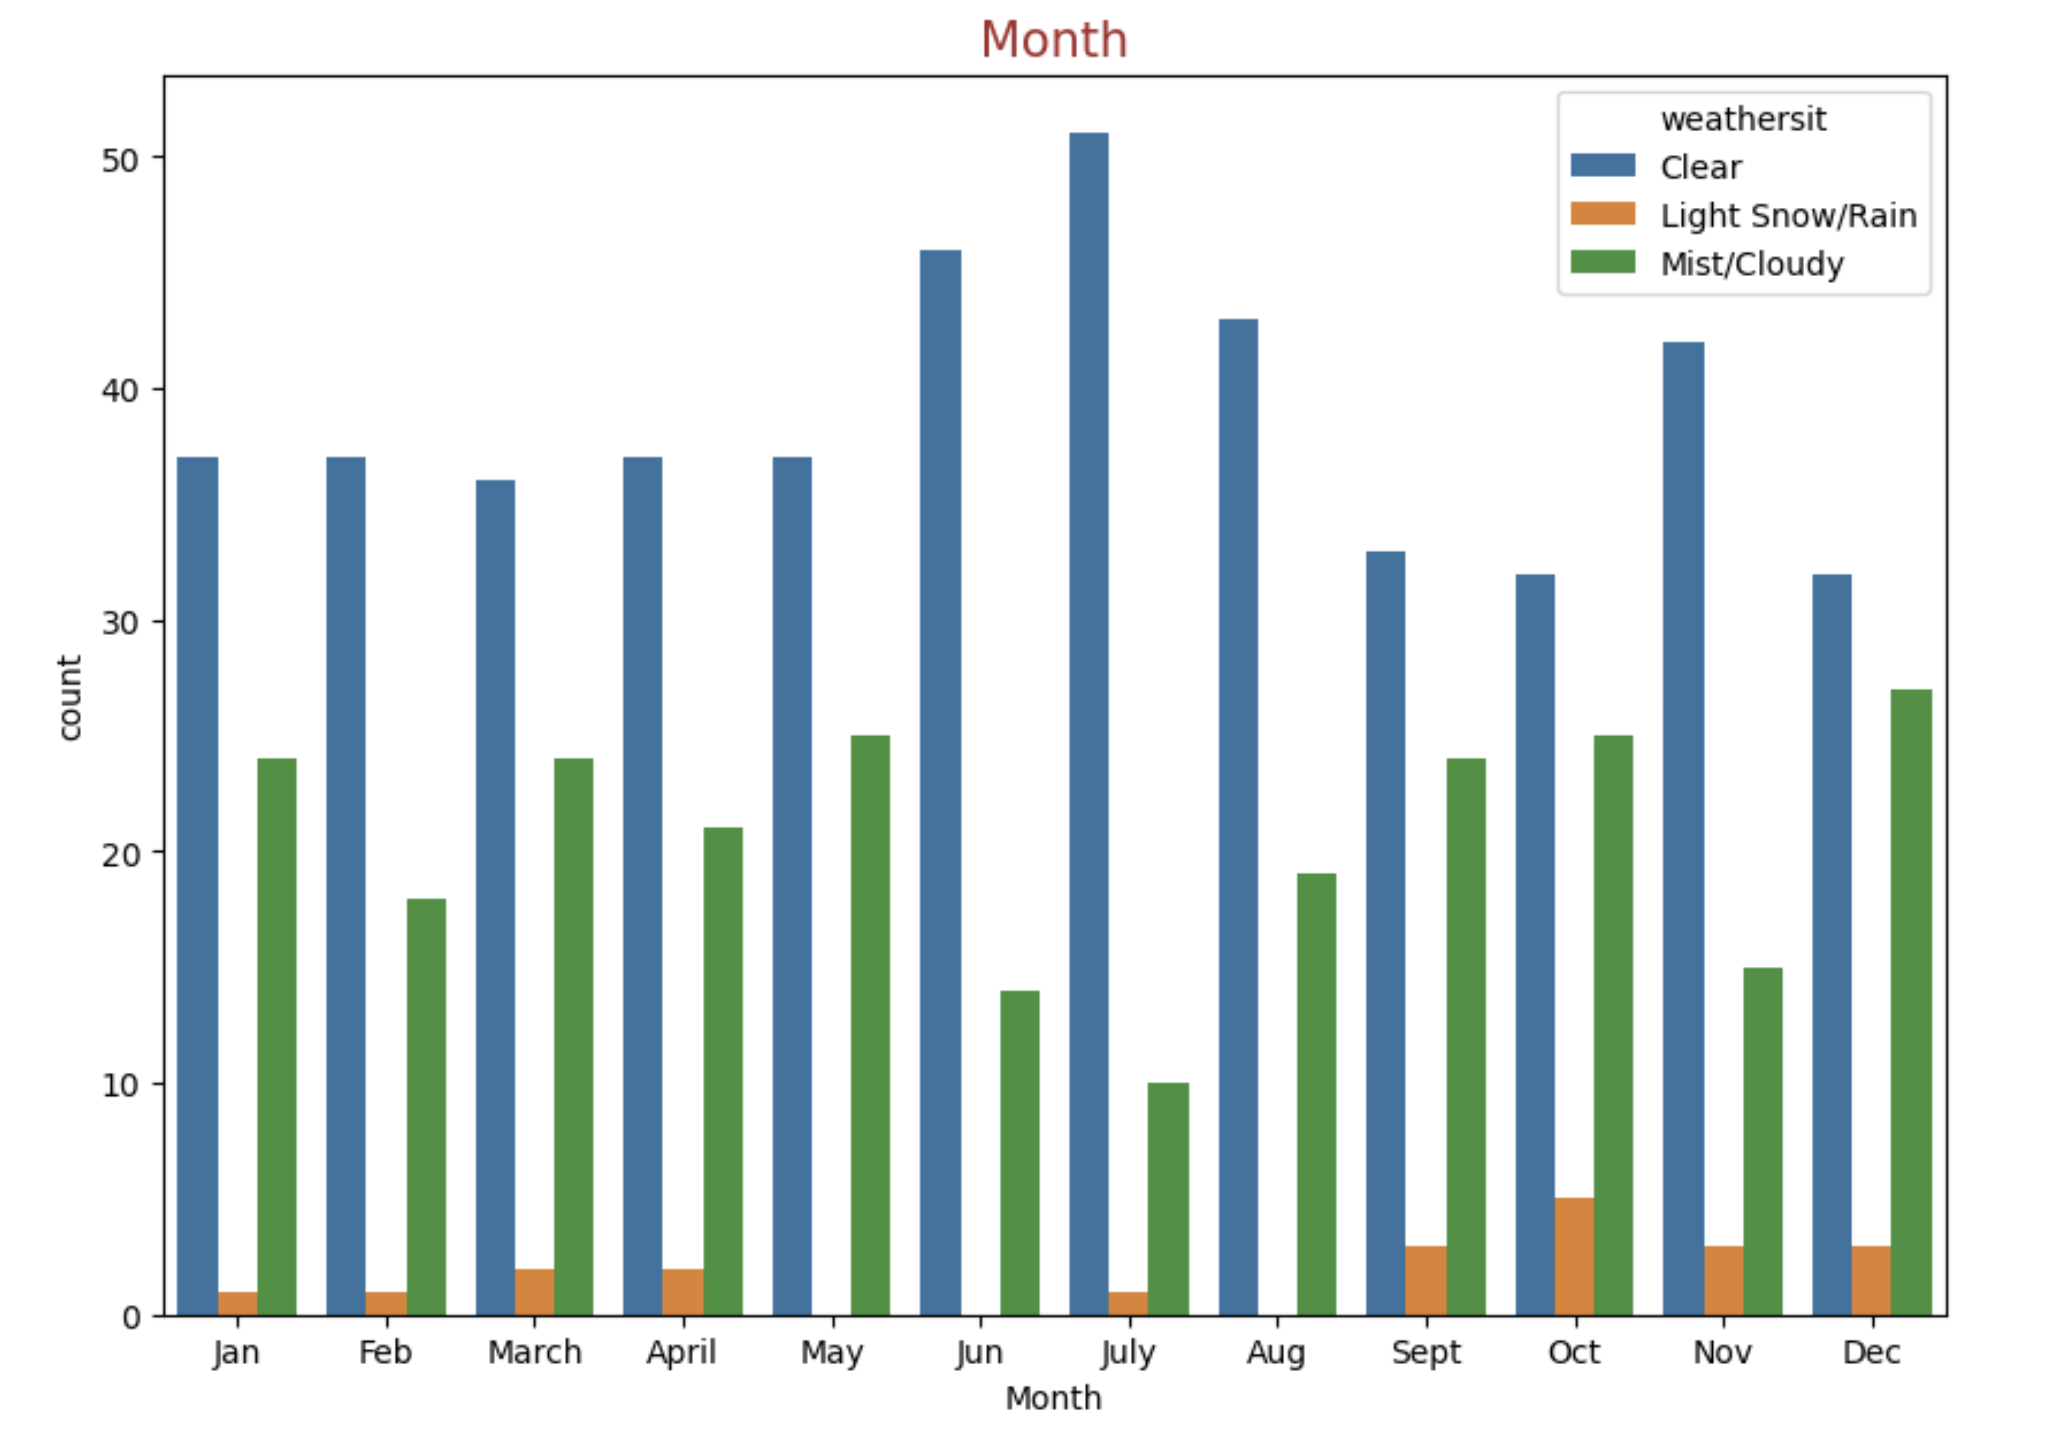 Month
weathersit
Clear
Light Snow/Rain
Mist/Cloudy
count
50
40
30
20
10
0
Jan Feb March April May Jun July Aug Sept Oct Nov Dec
Month